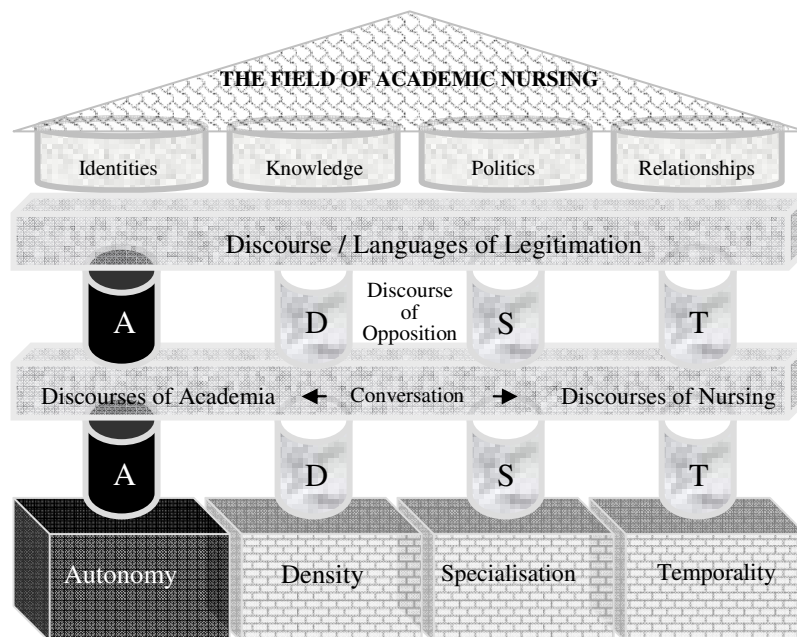 THE FIELD OF ACADEMIC NURSING
Identities Knowledge Politics Relationships
Discourse / Languages of Legitimation
A D Discourse of Opposition S T
Discourses of Academia Conversation Discourses of Nursing
A D S T
Autonomy Density Specialisation Temporality